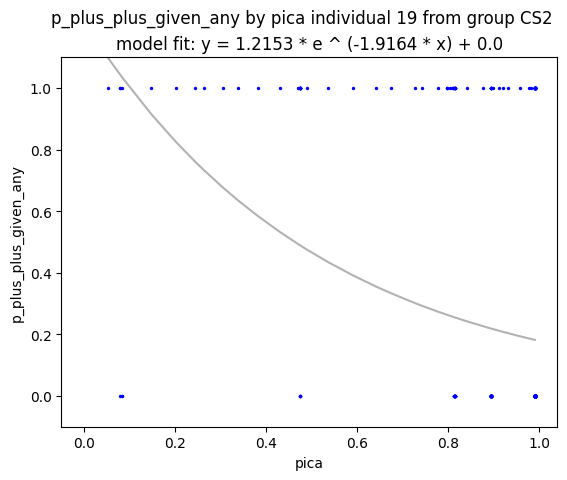 p_plus_plus_given_any by pica individual 19 from group CS2
model fit: y = 1.2153 * e ^ (-1.9164 * x) + 0.0
1.0
0.8
0.6
0.4
0.2
0.0
p_plus_plus_given_any
0.0 0.2 0.4 0.6 0.8 1.0
pica